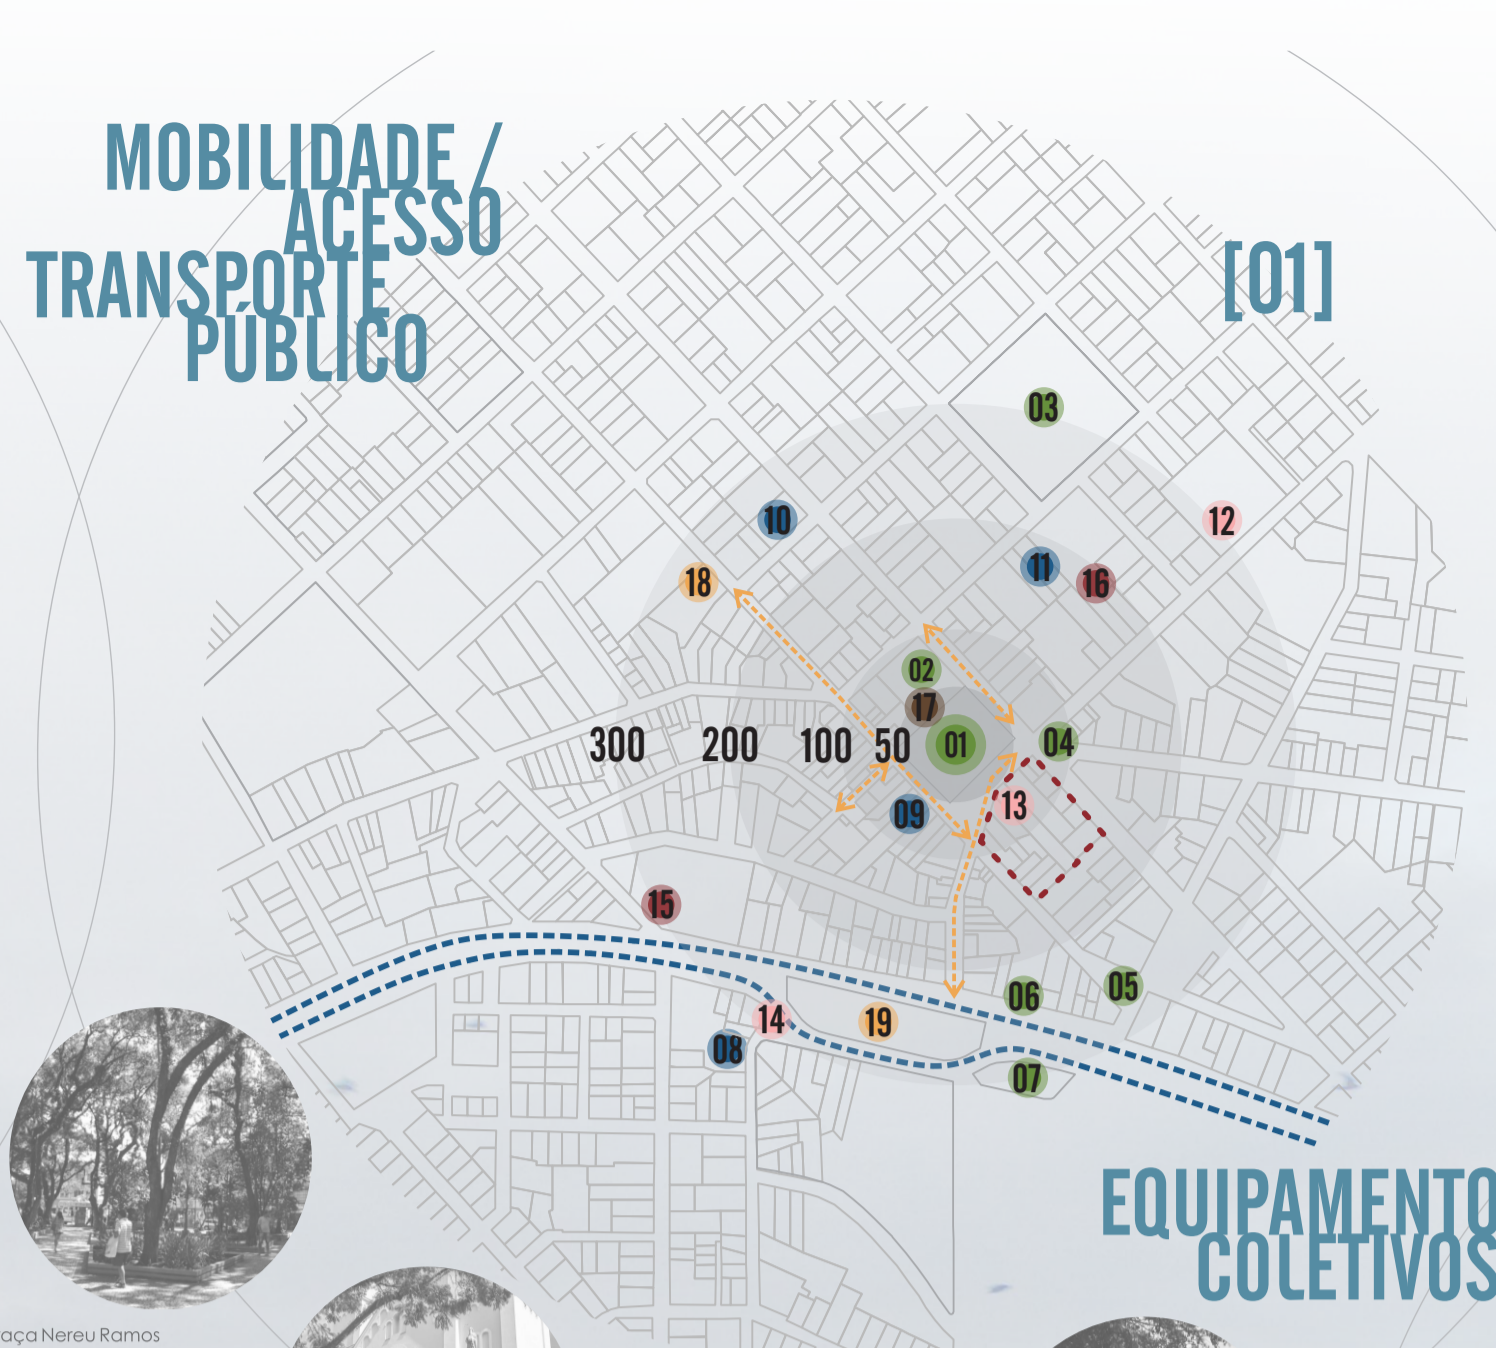 MOBILIDADE /
ACESSO
TRANSPORTE
PÚBLICO
[01]
03
10
12
11
18
16
02
17
300 200 100 50 01 04
13
09
15
05
06
14 19
08
07
EQUIPAMENTO
COLETIVOS
aça Nereu Ramos